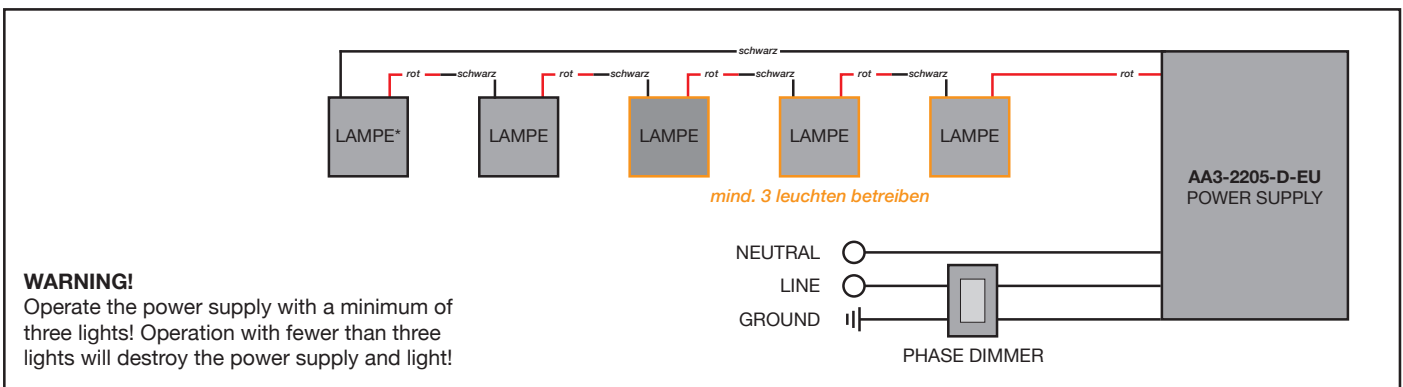 schwarz
rot schwarz rot schwarz rot schwarz rot schwarz rot
LAMPE* LAMPE LAMPE LAMPE LAMPE
mind. 3 leuchten betreiben
AA3-2205-D-EU
POWER SUPPLY
NEUTRAL
LINE
GROUND
PHASE DIMMER
WARNING!
Operate the power supply with a minimum of
three lights! Operation with fewer than three
lights will destroy the power supply and light!